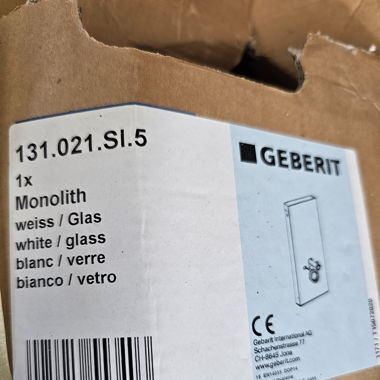 131.021.SI.5
1x
Monolith
weiss / Glas
white / glass
blanc / verre
bianco / vetro
GEBERIT
CE
Geberit International AG
Schachenstrasse 77
CH-8645 Jona
www.geberit.com